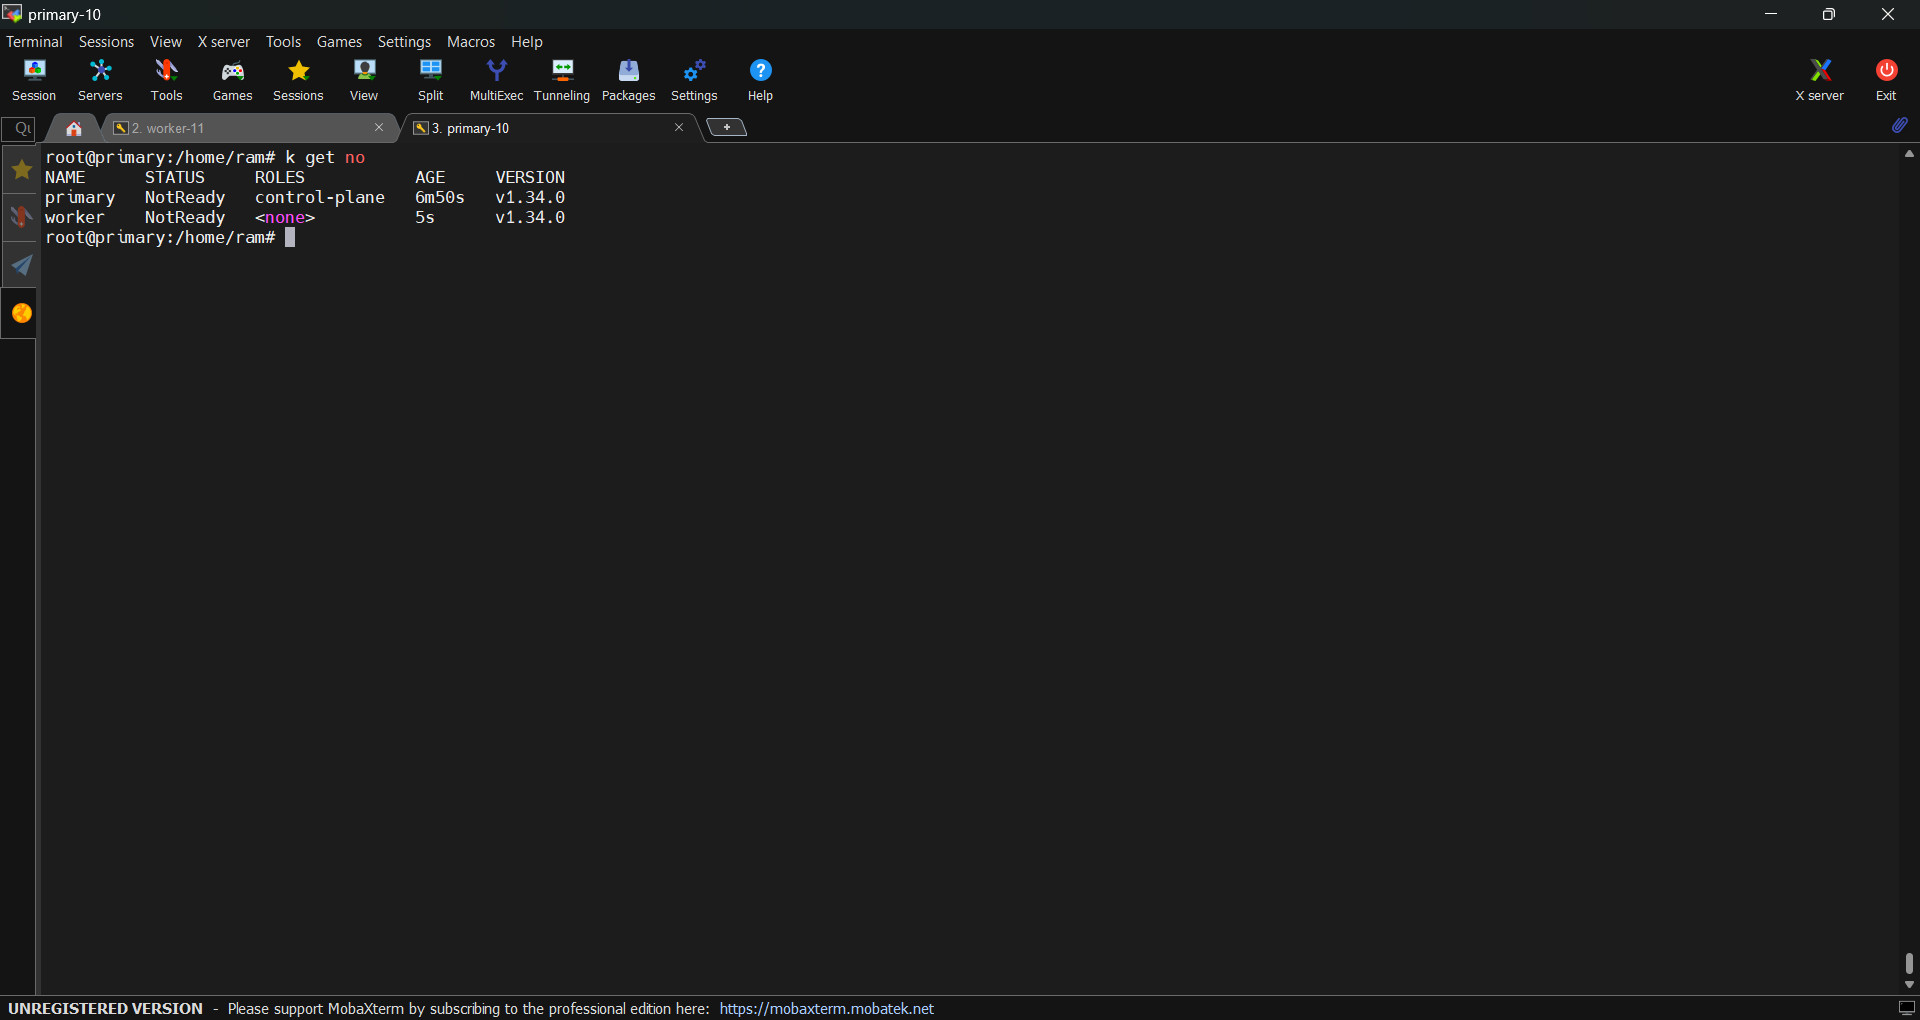 primary-10
Terminal Sessions View X server Tools Games Settings Macros Help
Session Servers Tools Games Sessions View Split MultiExec Tunneling Packages Settings Help X server Exit
2. worker-11 3. primary-10
root@primary:/home/ram# k get no
NAME STATUS ROLES AGE VERSION
primary NotReady control-plane 6m50s v1.34.0
worker NotReady <none> 5s v1.34.0
root@primary:/home/ram#
UNREGISTERED VERSION - Please support MobaXterm by subscribing to the professional edition here: https://mobaxterm.mobatek.net